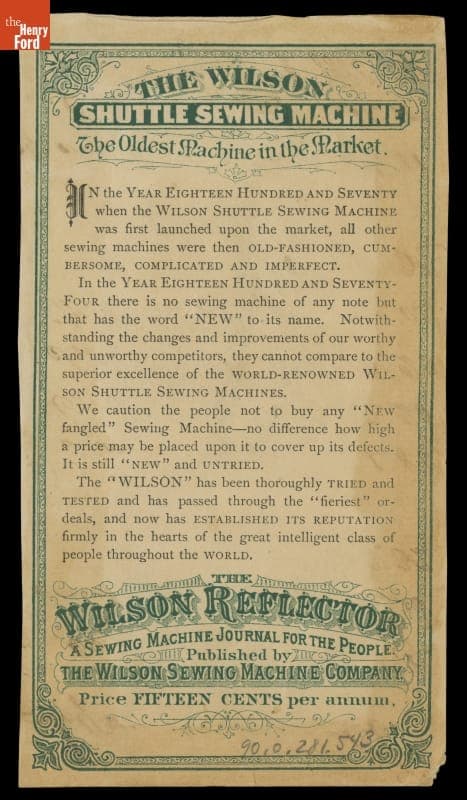 the
Henry
Ford
THE WILSON
SHUTTLE SEWING MACHINE
The Oldest Machine in the Market.
IN the YEAR EIGHTEEN HUNDRED AND SEVENTY
when the WILSON SHUTTLE SEWING MACHINE
was first launched upon the market, all other
sewing machines were then OLD-FASHIONED, CUM-
BERSOME, COMPLICATED AND IMPERFECT.
In the YEAR EIGHTEEN HUNDRED AND SEVENTY-
FOUR there is no sewing machine of any note but
that has the word "NEW" to its name. Notwith-
standing the changes and improvements of our worthy
and unworthy competitors, they cannot compare to the
superior excellence of the WORLD-RENOWNED WIL-
SON SHUTTLE SEWING MACHINES.
We caution the people not to buy any "NEW
fangled" Sewing Machine—no difference how high
a price may be placed upon it to cover up its defects.
It is still "NEW" and UNTRIED.
The "WILSON" has been thoroughly TRIED and
TESTED and has passed through the "fieriest" or-
deals, and now has ESTABLISHED ITS REPUTATION
firmly in the hearts of the great intelligent class of
people throughout the WORLD.
THE
WILSON REFLECTOR
A SEWING MACHINE JOURNAL FOR THE PEOPLE.
Published by
THE WILSON SEWING MACHINE COMPANY.
Price FIFTEEN CENTS per annum.
90.0.281.543